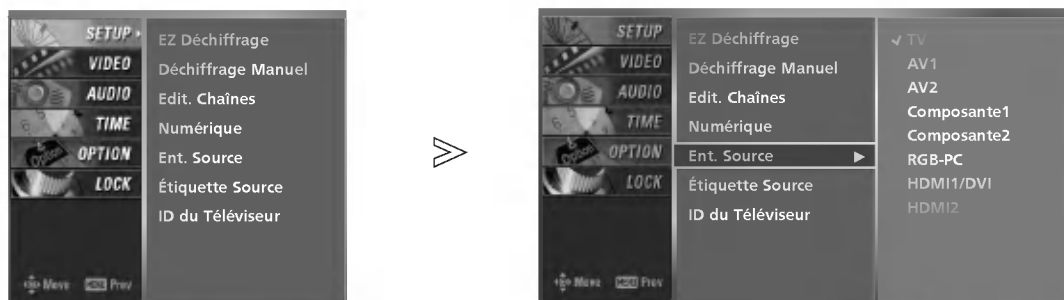 SETUP
VIDEO
AUDIO
TIME
OPTION
LOCK
EZ Déchiffrage
Déchiffrage Manuel
Edit. Chaînes
Numérique
Ent. Source
Étiquette Source
ID du Téléviseur
Move MENU Prev
SETUP
VIDEO
AUDIO
TIME
OPTION
LOCK
EZ Déchiffrage
Déchiffrage Manuel
Edit. Chaînes
Numérique
Ent. Source
Étiquette Source
ID du Téléviseur
TV
AV1
AV2
Composante1
Composante2
RGB-PC
HDMI1/DVI
HDMI2
Move MENU Prev